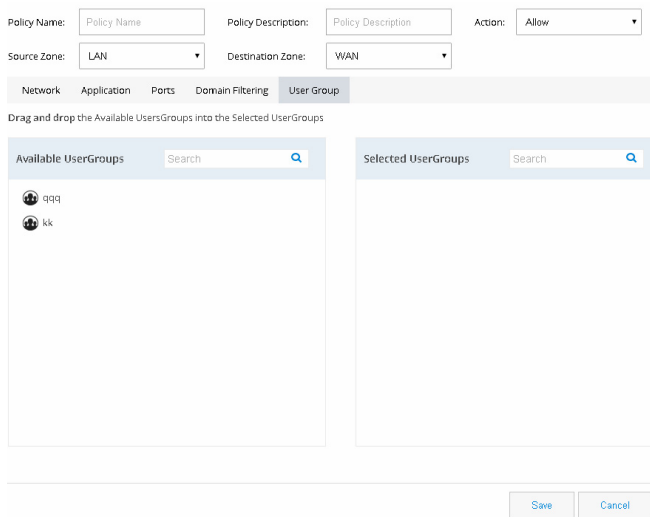 Policy Name: Policy Name Policy Description: Policy Description Action: Allow
Source Zone: LAN Destination Zone: WAN
Network Application Ports Domain Filtering User Group
Drag and drop the Available UsersGroups into the Selected UserGroups
Available UserGroups Search Selected UserGroups Search
qqq
kk
Save Cancel